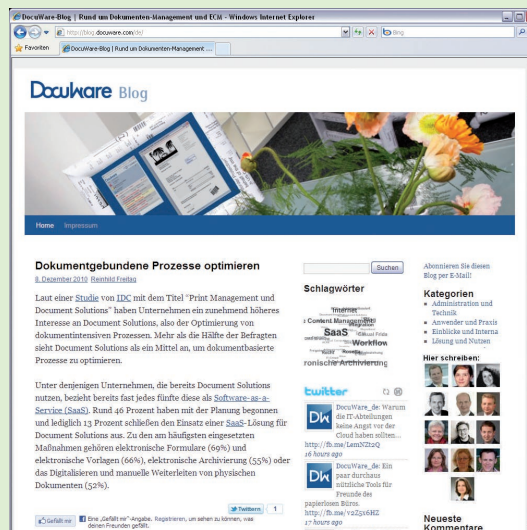 DocuWare-Blog | Rund um Dokumenten-Management und ECM - Windows Internet Explorer
http://blog.docuware.com/de/
Bing
Favoriten
DocuWare-Blog | Rund um Dokumenten-Management ...
DocuWare Blog
Home Impressum
Dokumentgebundene Prozesse optimieren
8. Dezember 2010 Reinhild Freitag
Laut einer Studie von IDC mit dem Titel "Print Management und
Document Solutions" haben Unternehmen ein zunehmend höheres
Interesse an Document Solutions, also der Optimierung von
dokumentintensiven Prozessen. Mehr als die Hälfte der Befragten
sieht Document Solutions als ein Mittel an, um dokumentbasierte
Prozesse zu optimieren.
Unter denjenigen Unternehmen, die bereits Document Solutions
nutzen, bezieht bereits fast jedes fünfte diese als Software-as-a-
Service (SaaS). Rund 46 Prozent haben mit der Planung begonnen
und lediglich 13 Prozent schließen den Einsatz einer SaaS-Lösung für
Document Solutions aus. Zu den am häufigsten eingesetzten
Maßnahmen gehören elektronische Formulare (69%) und
elektronische Vorlagen (66%), elektronische Archivierung (55%) oder
das Digitalisieren und manuelle Weiterleiten von physischen
Dokumenten (52%).
Twittern 1
Gefällt mir Eine „Gefällt mir"-Angabe. Registrieren, um sehen zu können, was
deinen Freunden gefällt.
Suchen
Schlagwörter
Internet
Content Management
Integration
SaaS
Casual Friday
Workflow
Recht
ronische Archivierung
twitter
DW
DocuWare_de: Warum
die IT-Abteilungen
keine Angst vor der
Cloud haben sollten...
http://fb.me/LemNZt2Q
16 hours ago
DW
DocuWare_de: Ein
paar durchaus
nützliche Tools für
Freunde des
papierlosen Büros.
http://fb.me/v2Z516HZ
17 hours ago
Abonnieren Sie diesen
Blog per E-Mail!
Kategorien
Administration und
Technik
Anwender und Praxis
Einblicke und Interna
Lösung und Nutzen
Hier schreiben:
Neueste
Kommentare